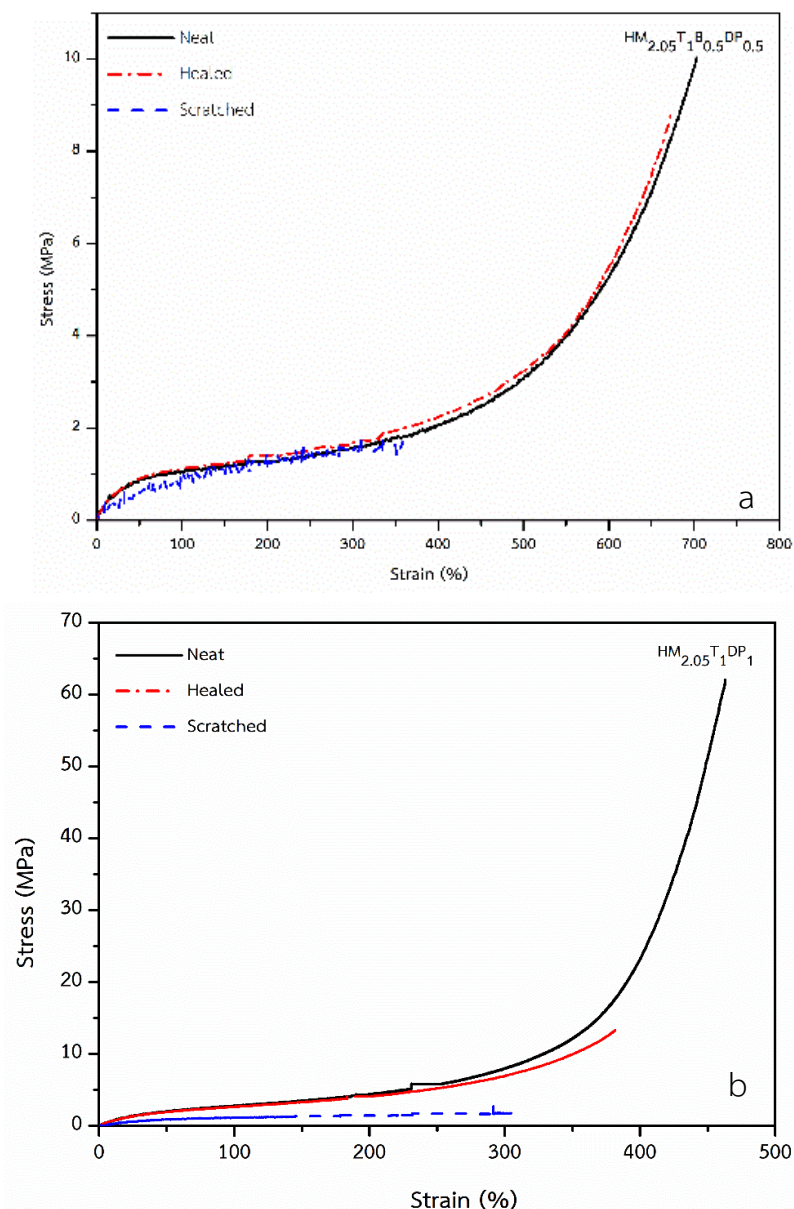 Neat
Healed
Scratched
HM2.05T1B0.5DP0.5
10
8
6
4
2
0
Stress (MPa)
0 100 200 300 400 500 600 700 800
Strain (%)
a
Neat
Healed
Scratched
HM2.05T1DP1
70
60
50
40
30
20
10
0
Stress (MPa)
0 100 200 300 400 500
Strain (%)
b